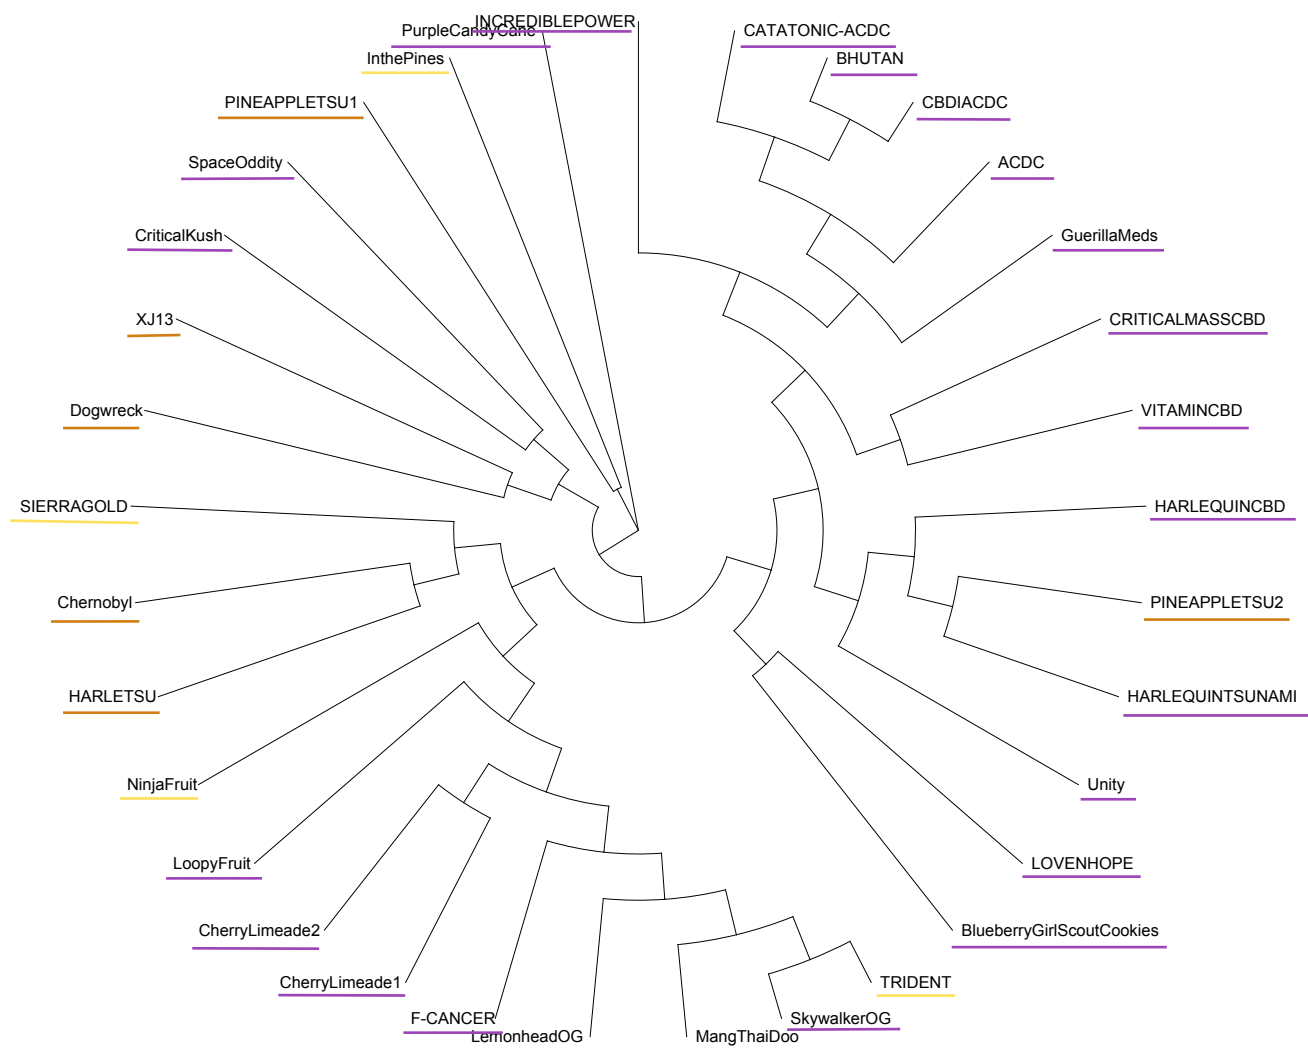 INCREDIBLEPOWER
PurpleCandyCane
CATATONIC-ACDC
InthePines
BHUTAN
PINEAPPLETSU1
CBDIACDC
SpaceOddity
ACDC
CriticalKush
GuerillaMeds
XJ13
CRITICALMASSCBD
Dogwreck
VITAMINCBD
SIERRAGOLD
HARLEQUINCBD
Chernobyl
PINEAPPLETSU2
HARLETSU
HARLEQUINTSUNAMI
NinjaFruit
Unity
LoopyFruit
LOVENHOPE
CherryLimeade2
BlueberryGirlScoutCookies
CherryLimeade1
TRIDENT
F-CANCER
SkywalkerOG
LemonheadOG
MangThaiDoo